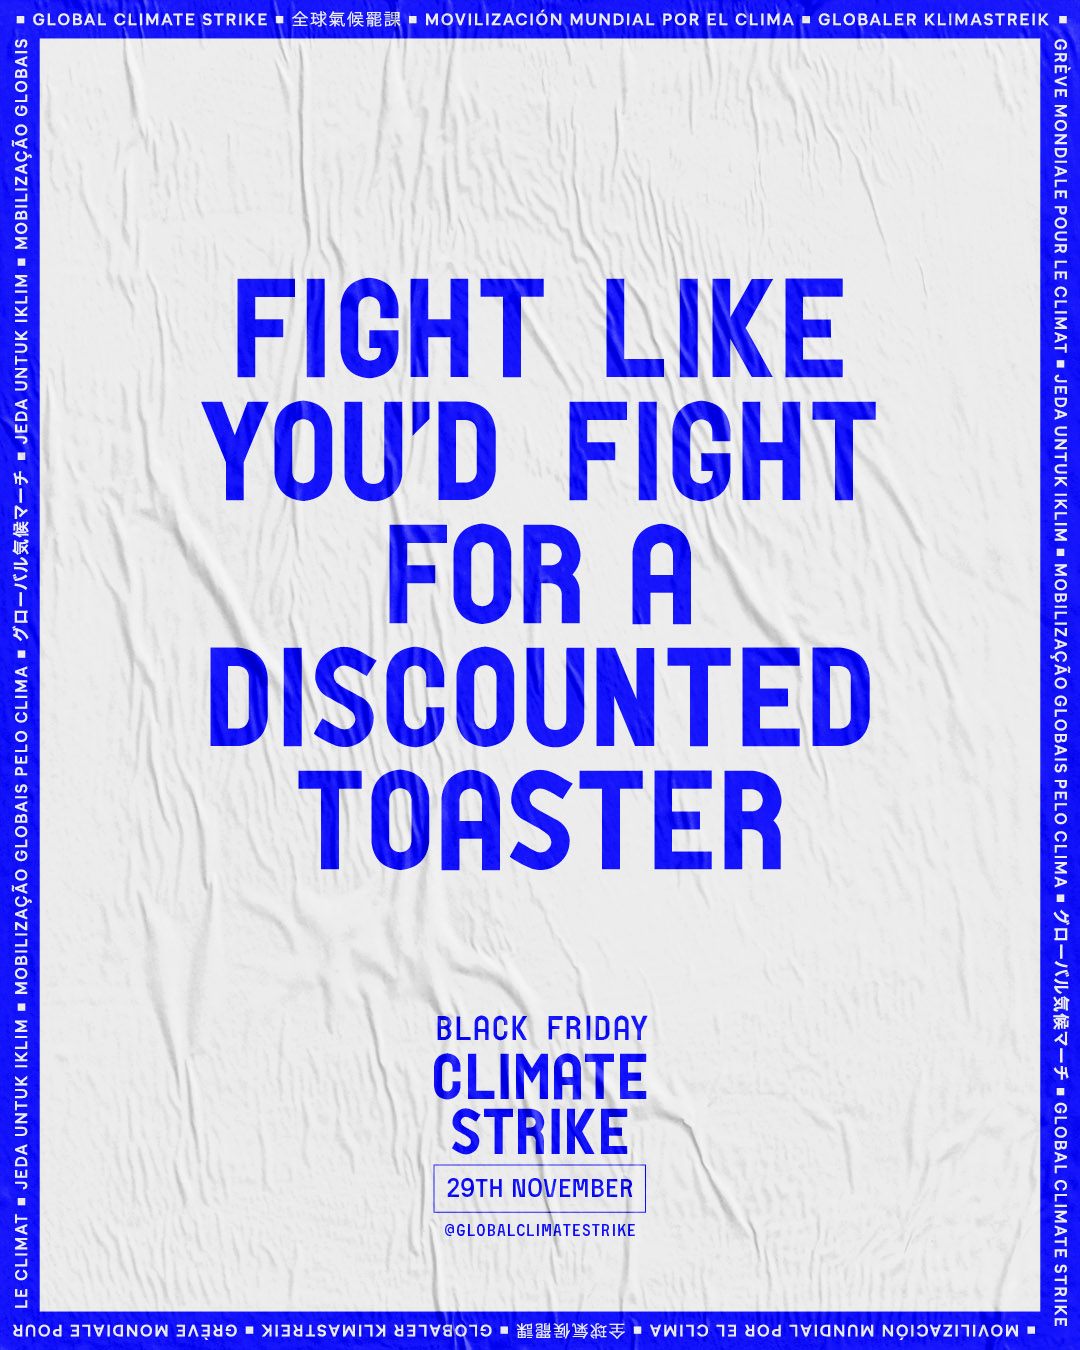 ▪ GLOBAL CLIMATE STRIKE ▪ 全球氣候罷課 ▪ MOVILIZACIÓN MUNDIAL POR EL CLIMA ▪ GLOBALER KLIMASTREIK ▪
GRÈVE MONDIALE POUR LE CLIMAT ▪ JEDA UNTUK IKLIM ▪ MOBILIZAÇÃO GLOBAIS PELO CLIMA ▪ グローバル気候マーチ ▪ GLOBAL CLIMATE STRIKE
▪ MOVILIZACIÓN MUNDIAL POR EL CLIMA ▪ 全球氣候罷課 ▪ GLOBALER KLIMASTREIK ▪ GRÈVE MONDIALE POUR
LE CLIMAT ▪ JEDA UNTUK IKLIM ▪ MOBILIZAÇÃO GLOBAIS PELO CLIMA ▪ グローバル気候マーチ ▪ JEDA UNTUK IKLIM ▪ MOBILIZAÇÃO GLOBAIS
FIGHT LIKE
YOU'D FIGHT
FOR A
DISCOUNTED
TOASTER
BLACK FRIDAY
CLIMATE
STRIKE
29TH NOVEMBER
@GLOBALCLIMATESTRIKE